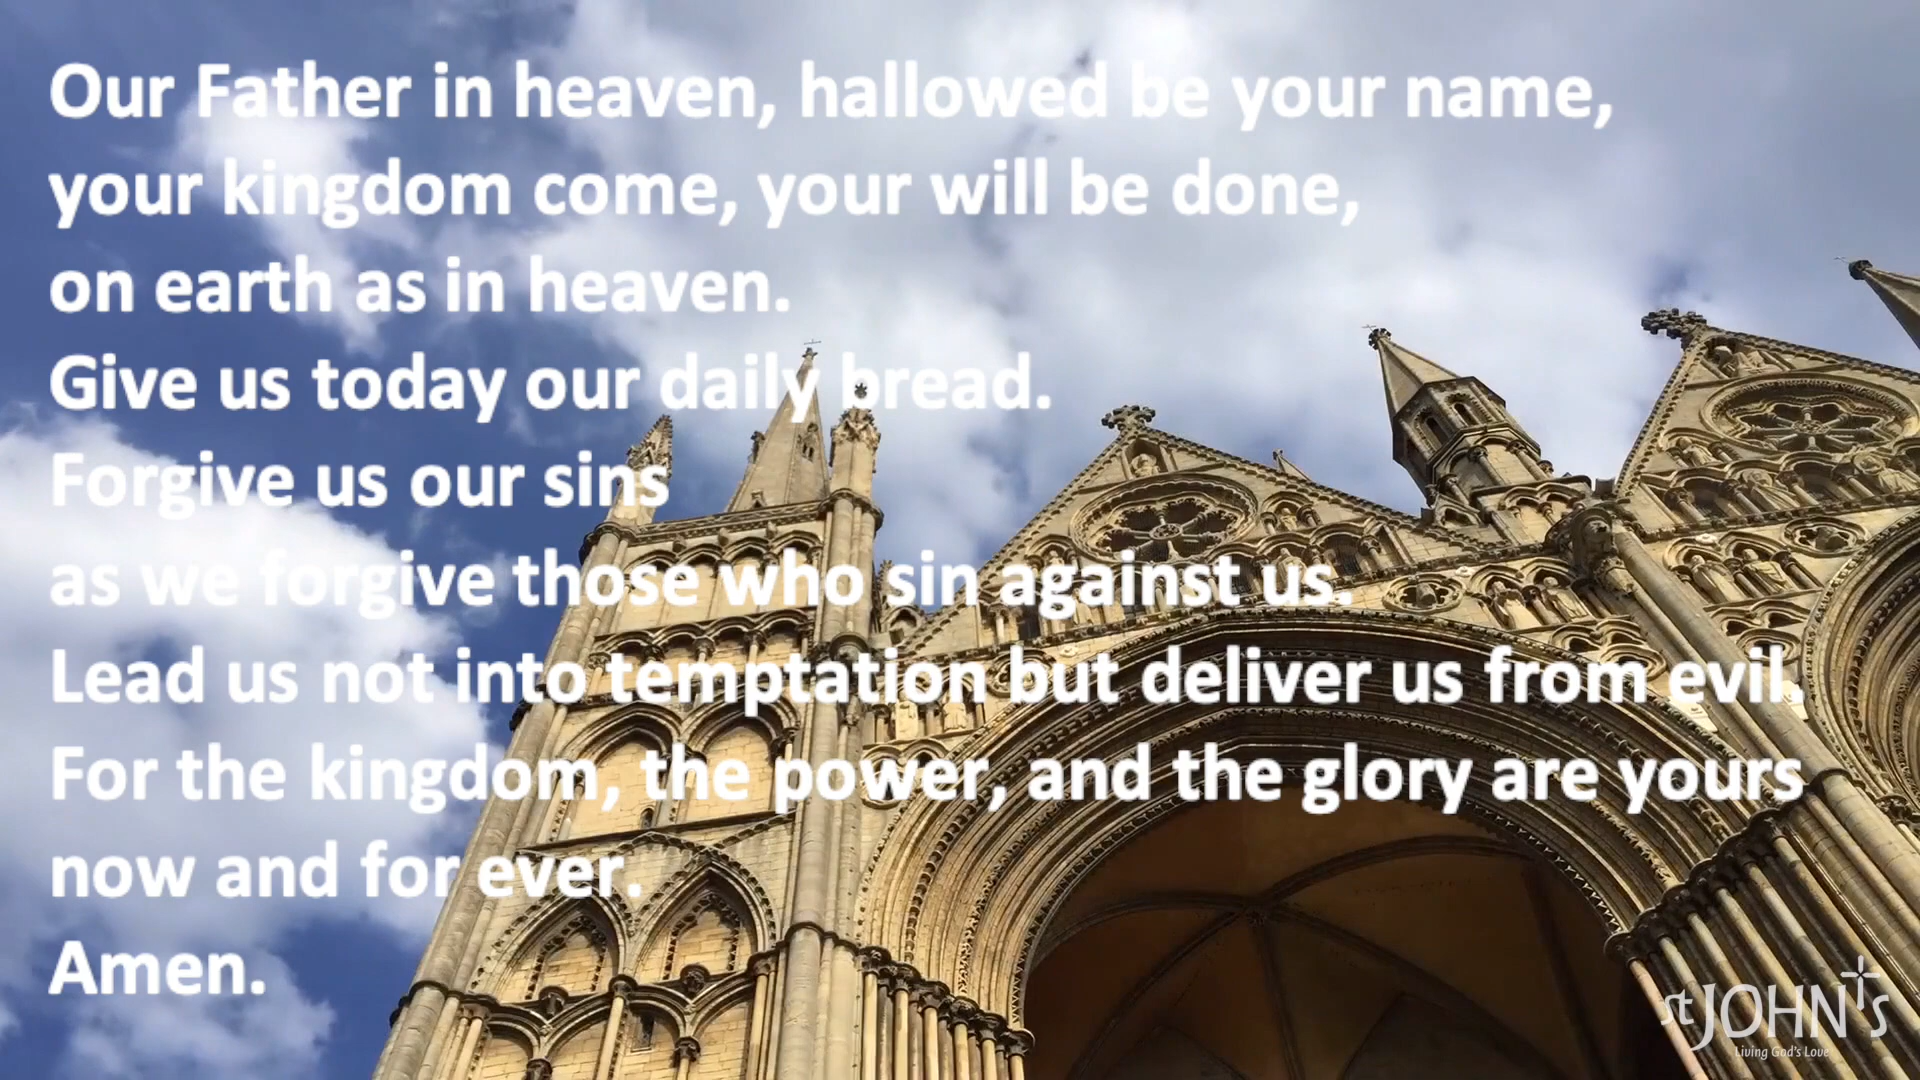 Our Father in heaven, hallowed be your name,
your kingdom come, your will be done,
on earth as in heaven.
Give us today our daily bread.
Forgive us our sins
as we forgive those who sin against us.
Lead us not into temptation but deliver us from evil.
For the kingdom, the power, and the glory are yours
now and for ever.
Amen.
st JOHN's
Living God's Love